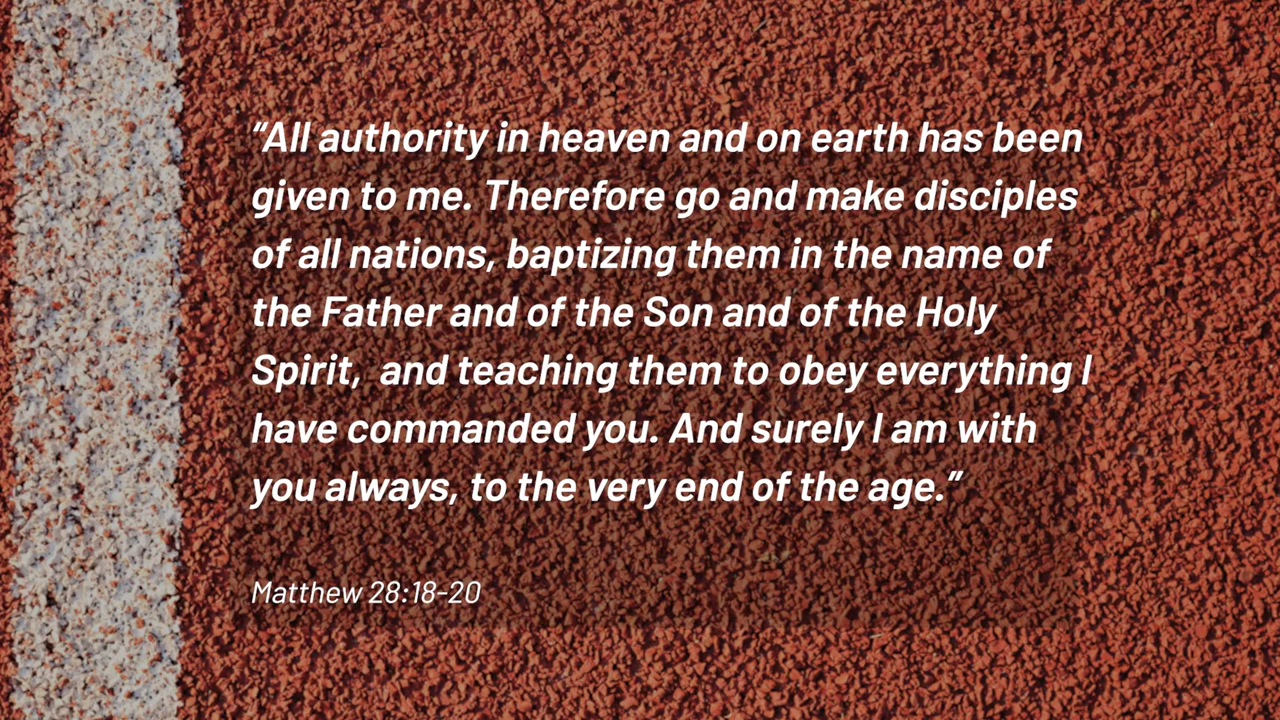 “All authority in heaven and on earth has been
given to me. Therefore go and make disciples
of all nations, baptizing them in the name of
the Father and of the Son and of the Holy
Spirit,  and teaching them to obey everything I
have commanded you. And surely I am with
you always, to the very end of the age.”
Matthew 28:18-20